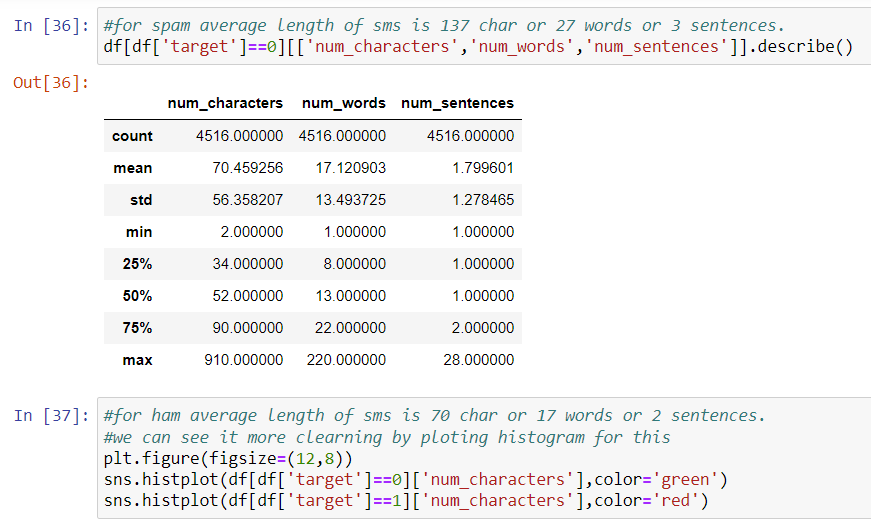 In [36]: #for spam average length of sms is 137 char or 27 words or 3 sentences.
df[df['target']==0][['num_characters','num_words','num_sentences']].describe()
Out[36]:
num_characters num_words num_sentences
count 4516.000000 4516.000000 4516.000000
mean 70.459256 17.120903 1.799601
std 56.358207 13.493725 1.278465
min 2.000000 1.000000 1.000000
25% 34.000000 8.000000 1.000000
50% 52.000000 13.000000 1.000000
75% 90.000000 22.000000 2.000000
max 910.000000 220.000000 28.000000
In [37]: #for ham average length of sms is 70 char or 17 words or 2 sentences.
#we can see it more clearning by ploting histogram for this
plt.figure(figsize=(12,8))
sns.histplot(df[df['target']==0]['num_characters'],color='green')
sns.histplot(df[df['target']==1]['num_characters'],color='red')